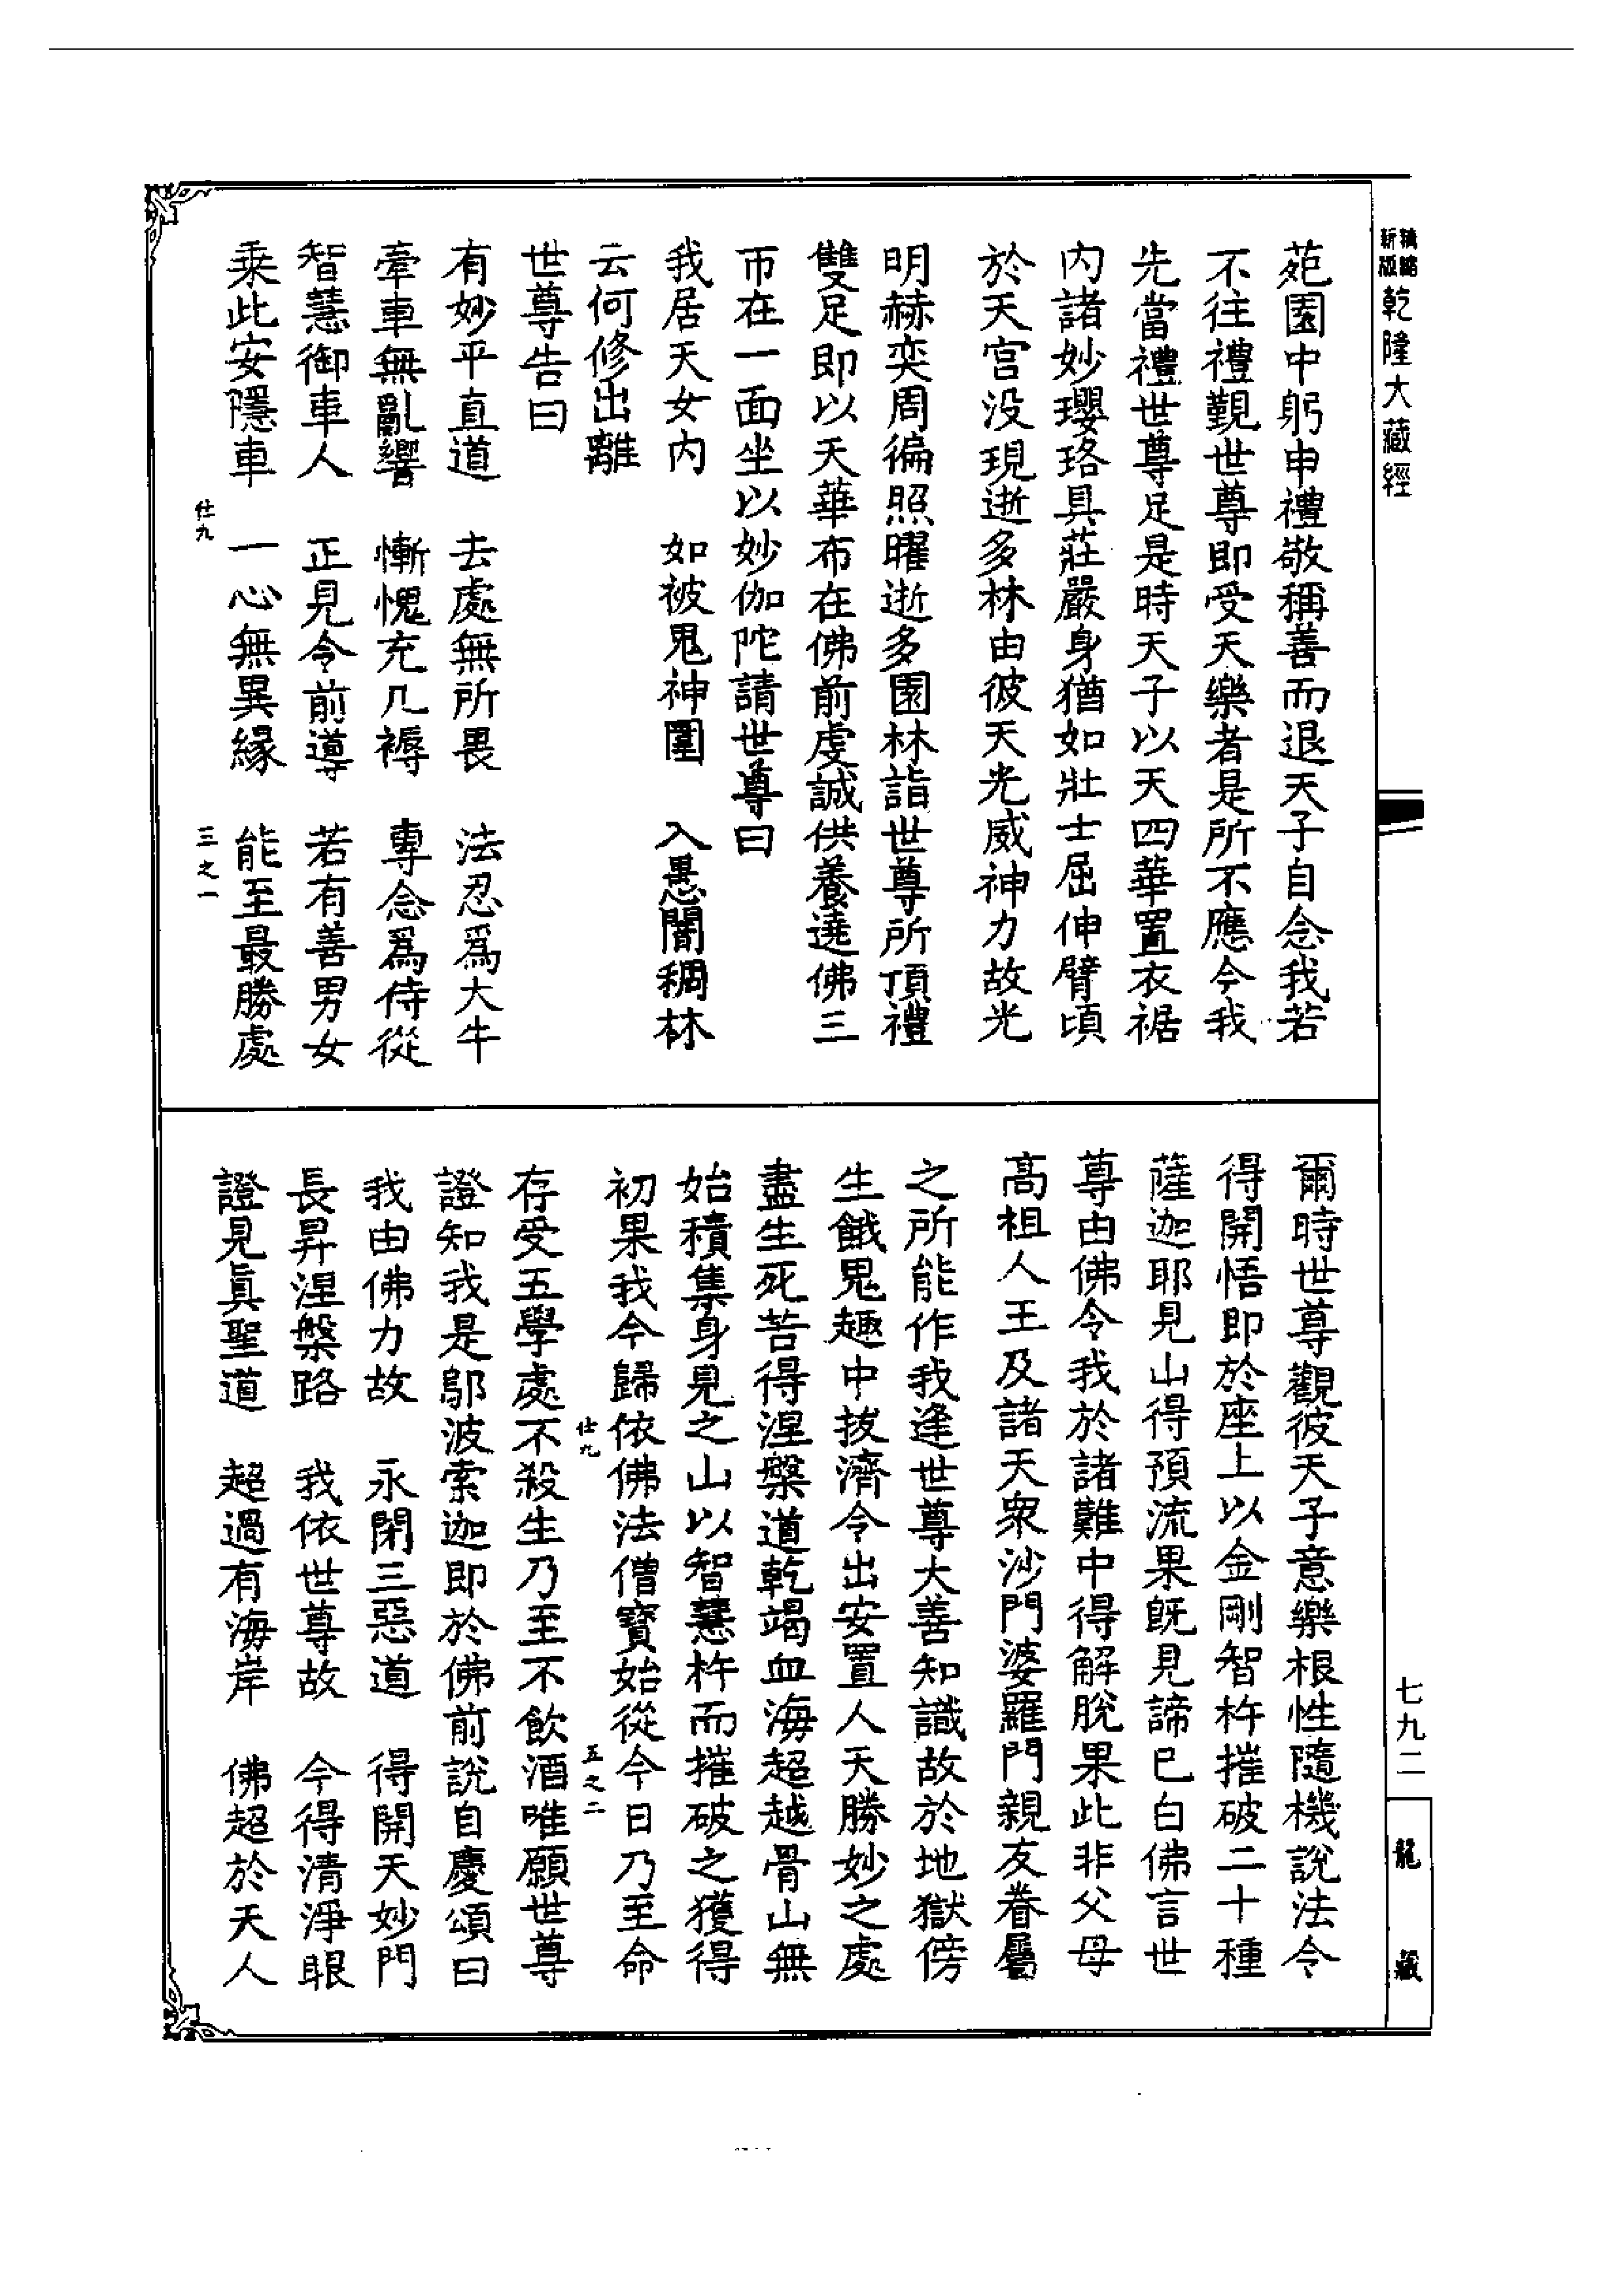 新版 精縮 乾隆大藏經
苑園中躬申禮敬稱善而退天子自念我若
不往禮覲世尊即受天樂者是所不應今我
先當禮世尊足是時天子以天四華置衣裾
内諸妙瓔珞具莊嚴身猶如壯士屈伸臂頃
於天宮没現逝多林由彼天光威神力故光
明赫奕周徧照曜逝多園林詣世尊所頂禮
雙足即以天華布在佛前虔誠供養遶佛三
帀在一面坐以妙伽陀請世尊曰
我居天女内 如被鬼神圍 入愚闇稠林
云何修出離
世尊告曰
有妙平直道 去處無所畏 法忍爲大牛
牽車無亂響 慚愧充几褥 專念爲侍從
智慧御車人 正見令前導 若有善男女
乘此安隱車 一心無異緣 能至最勝處
仕九 三之一
爾時世尊觀彼天子意樂根性隨機說法令
得開悟即於座上以金剛智杵摧破二十種
薩迦耶見山得預流果既見諦已白佛言世
尊由佛令我於諸難中得解脫果此非父母
高祖人王及諸天衆沙門婆羅門親友眷屬
之所能作我逢世尊大善知識故於地獄傍
生餓鬼趣中拔濟令出安置人天勝妙之處
盡生死苦得涅槃道乾竭血海超越骨山無
始積集身見之山以智慧杵而摧破之獲得
初果我今歸依佛法僧寶始從今日乃至命
仕九 五之二
存受五學處不殺生乃至不飲酒唯願世尊
證知我是鄔波索迦即於佛前說自慶頌曰
我由佛力故 永閉三惡道 得開天妙門
長昇涅槃路 我依世尊故 今得清淨眼
證見眞聖道 超過有海岸 佛超於天人
七九二
龍藏